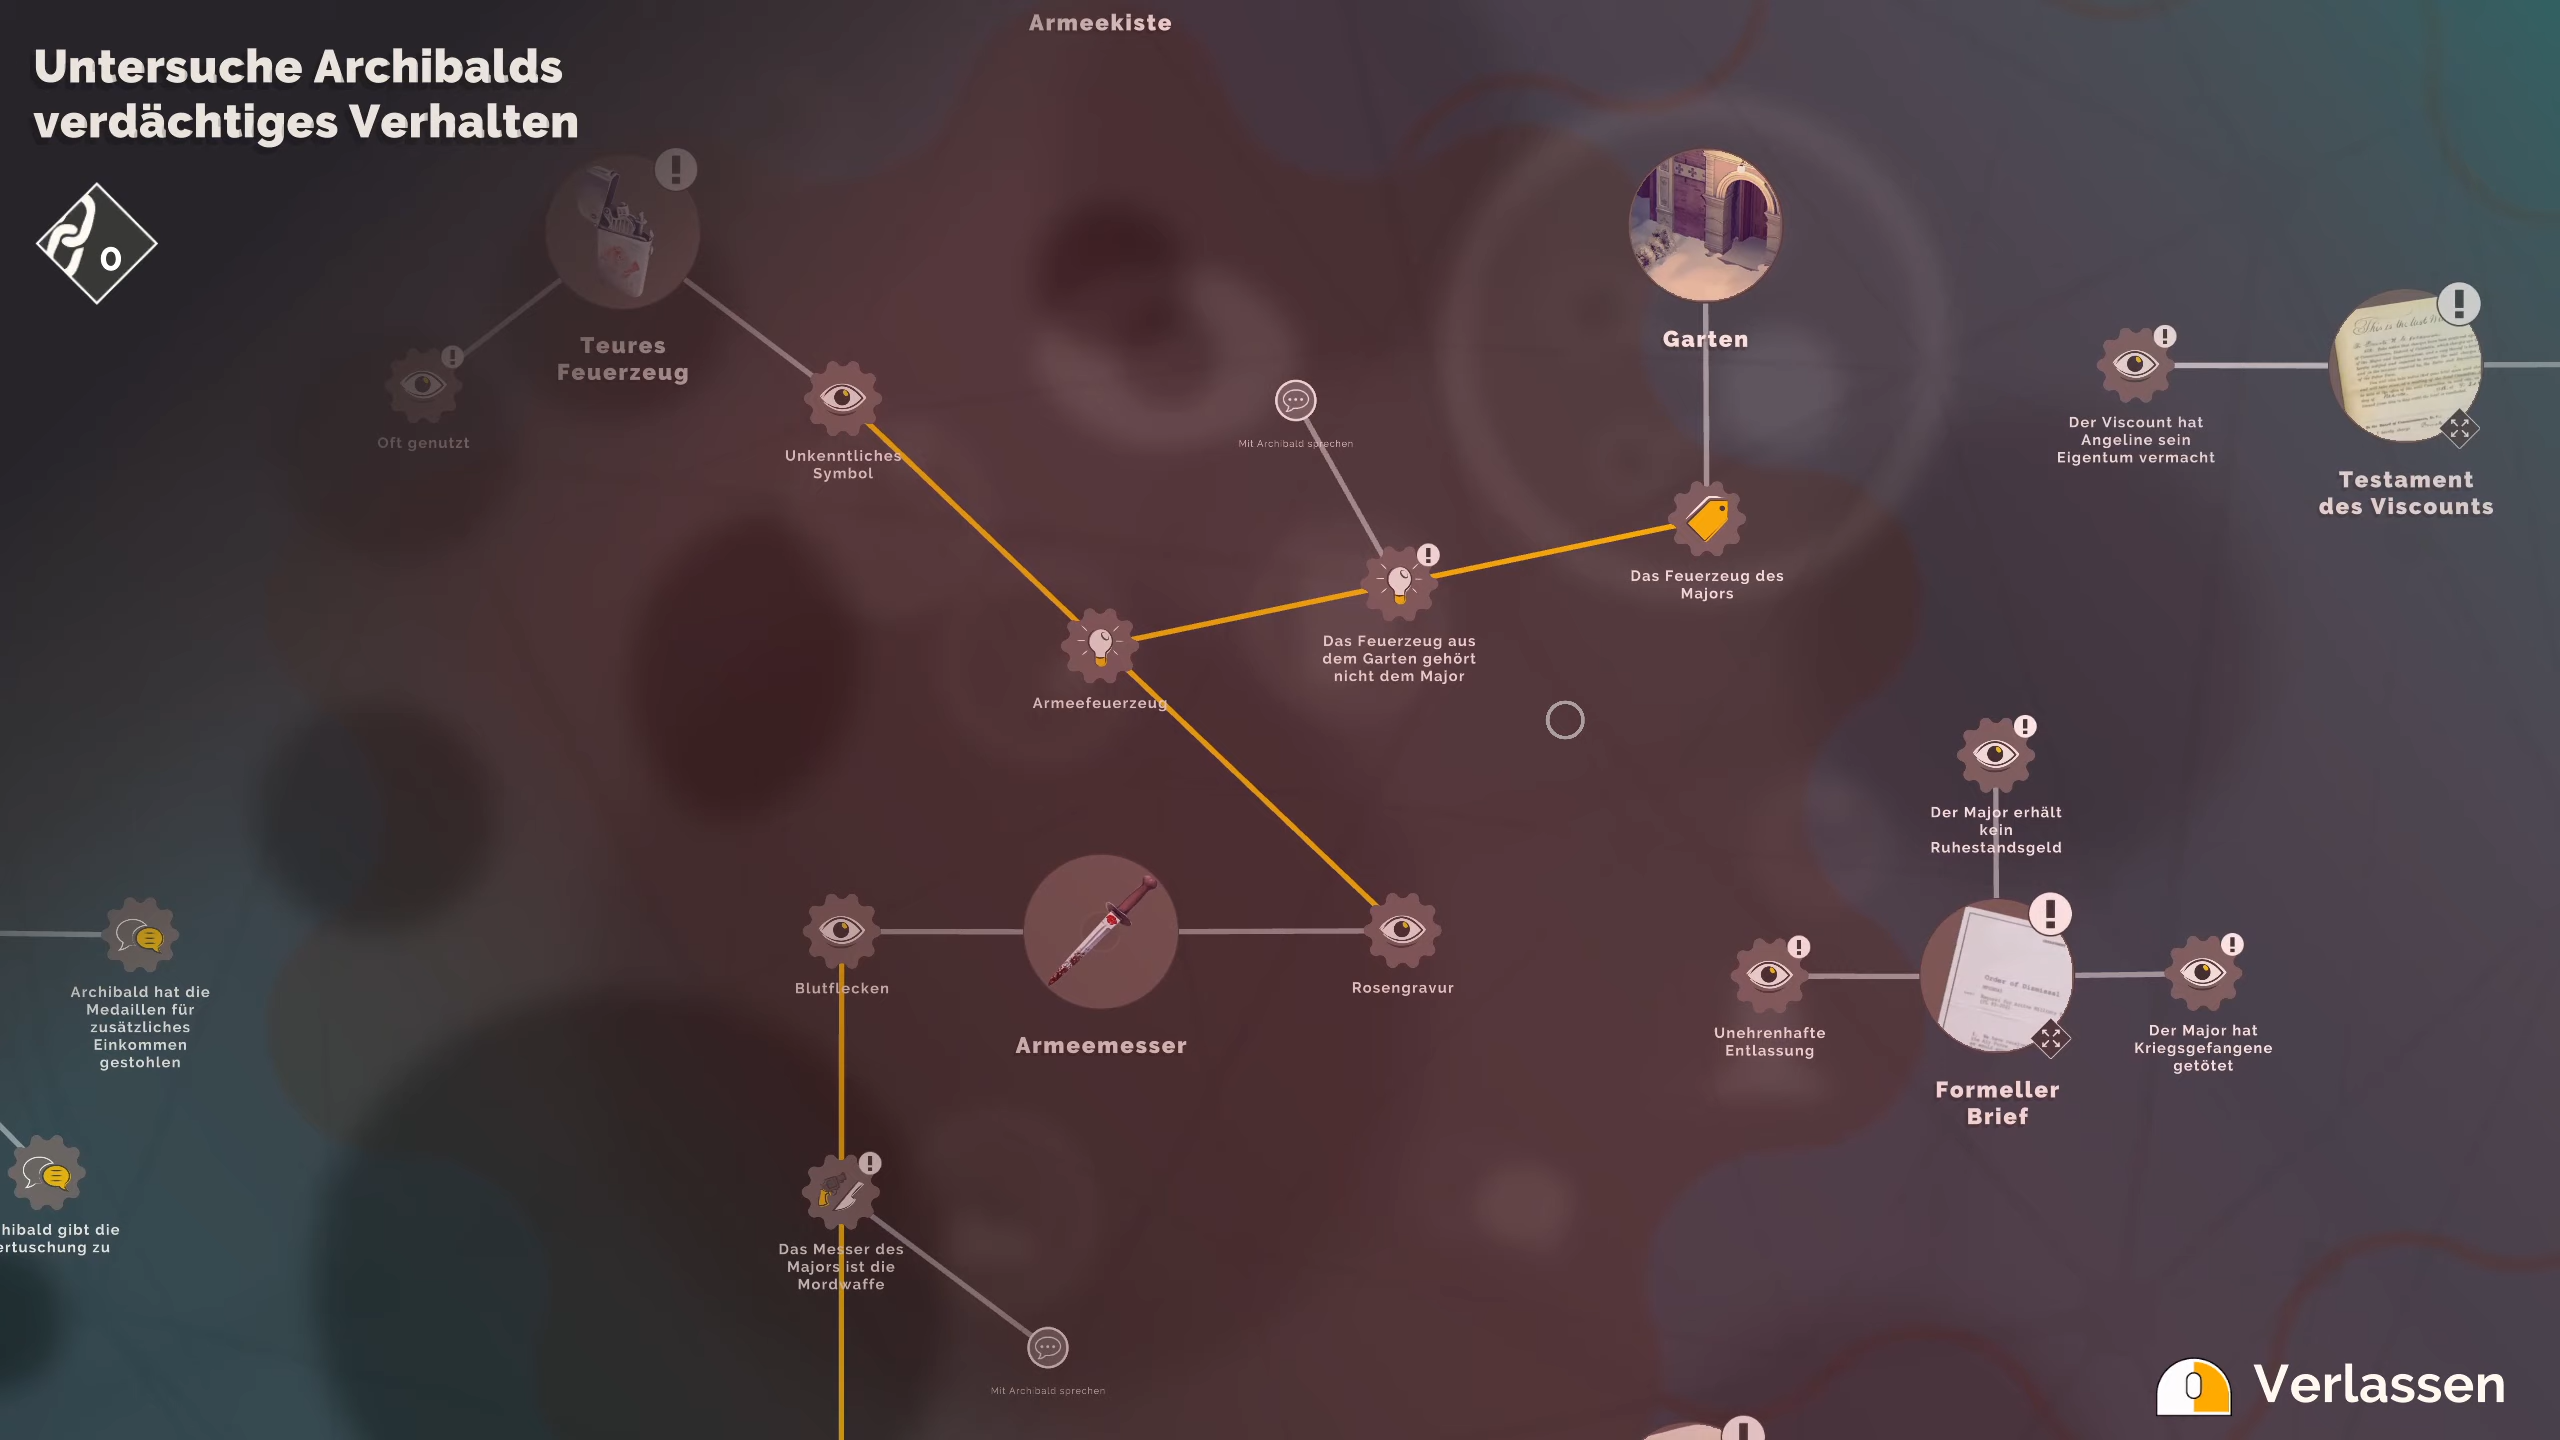 Armeekiste
Untersuche Archibalds
verdächtiges Verhalten
0
Teures
Feuerzeug
Oft genutzt
Unkenntliches
Symbol
Mit Archibald sprechen
Garten
Das Feuerzeug des
Majors
Der Viscount hat
Angeline sein
Eigentum vermacht
Testament
des Viscounts
Das Feuerzeug aus
dem Garten gehört
nicht dem Major
Armeefeuerzeug
Der Major erhält
kein
Ruhestandsgeld
Archibald hat die
Medaillen für
zusätzliches
Einkommen
gestohlen
Blutflecken
Armeemesser
Rosengravur
Unehrenhafte
Entlassung
Order of Dismissal
Formeller
Brief
Der Major hat
Kriegsgefangene
getötet
hibald gibt die
ertuschung zu
Das Messer des
Majors ist die
Mordwaffe
Mit Archibald sprechen
Verlassen